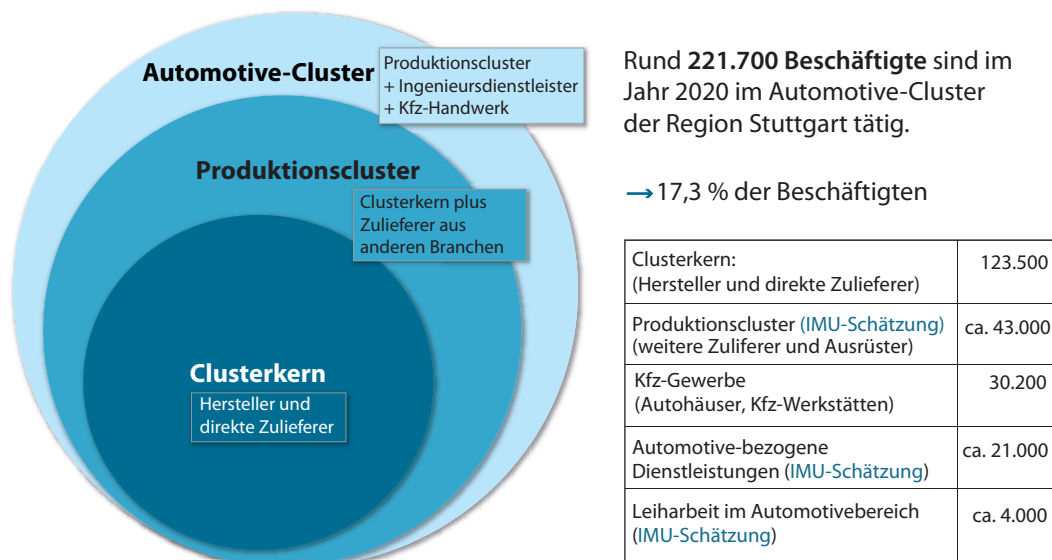 Automotive-Cluster
Produktionscluster
+ Ingenieursdienstleister
+ Kfz-Handwerk
Produktionscluster
Clusterkern plus
Zulieferer aus
anderen Branchen
Clusterkern
Hersteller und
direkte Zulieferer
Rund 221.700 Beschäftigte sind im
Jahr 2020 im Automotive-Cluster
der Region Stuttgart tätig.
→17,3 % der Beschäftigten
Clusterkern:
(Hersteller und direkte Zulieferer)
123.500
Produktionscluster (IMU-Schätzung)
(weitere Zuliferer und Ausrüster)
ca. 43.000
Kfz-Gewerbe
(Autohäuser, Kfz-Werkstätten)
30.200
Automotive-bezogene
Dienstleistungen (IMU-Schätzung)
ca. 21.000
Leiharbeit im Automotivebereich
(IMU-Schätzung)
ca. 4.000